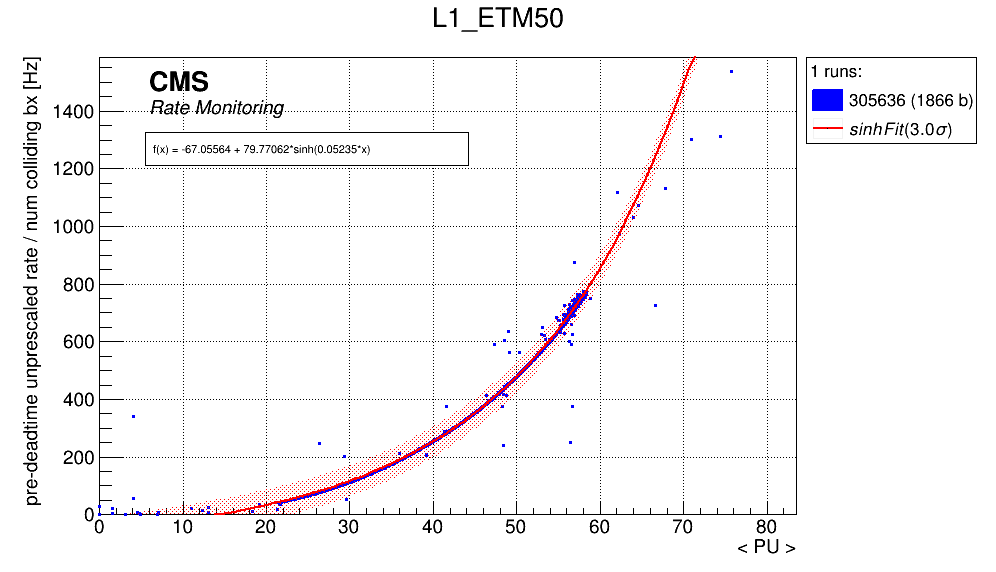 L1_ETM50
pre-deadtime unprescaled rate / num colliding bx [Hz]
CMS
Rate Monitoring
f(x) = -67.05564 + 79.77062*sinh(0.05235*x)
1400
1200
1000
800
600
400
200
0
0 10 20 30 40 50 60 70 80
< PU >
1 runs:
305636 (1866 b)
sinhFit(3.0σ)